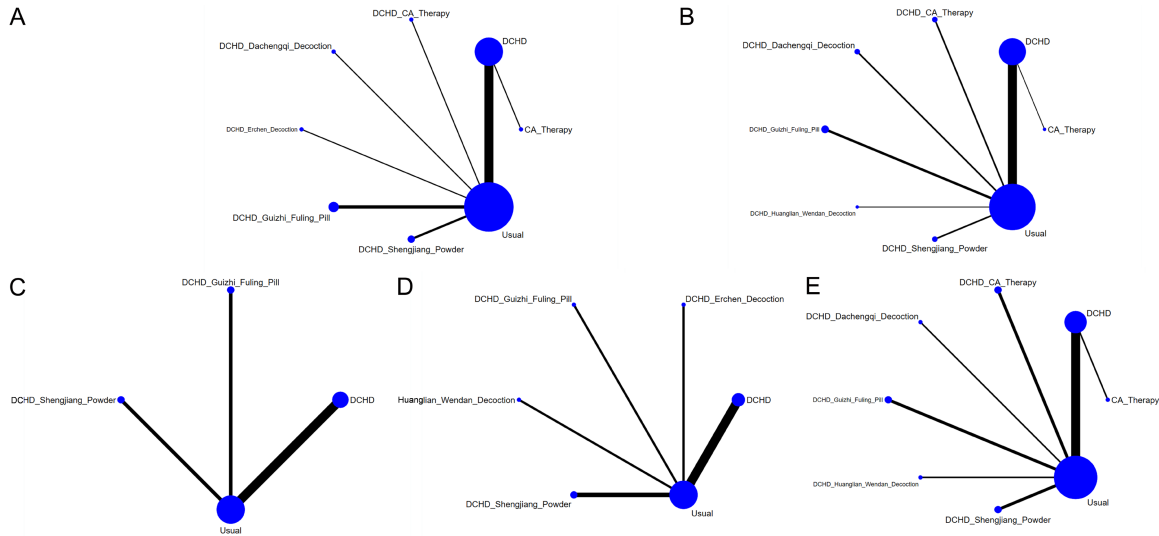 A
DCHD_CA_Therapy
DCHD
DCHD_Dachengqi_Decoction
DCHD_Erchen_Decoction
CA_Therapy
DCHD_Guizhi_Fuling_Pill
Usual
DCHD_Shengjiang_Powder
B
DCHD_CA_Therapy
DCHD
DCHD_Dachengqi_Decoction
DCHD_Guizhi_Fuling_Pill
CA_Therapy
DCHD_Huanglian_Wendan_Decoction
Usual
DCHD_Shengjiang_Powder
C
DCHD_Guizhi_Fuling_Pill
DCHD_Shengjiang_Powder
DCHD
Usual
D
DCHD_Guizhi_Fuling_Pill
DCHD_Erchen_Decoction
Huanglian_Wendan_Decoction
DCHD
DCHD_Shengjiang_Powder
Usual
E
DCHD_CA_Therapy
DCHD
DCHD_Dachengqi_Decoction
DCHD_Guizhi_Fuling_Pill
CA_Therapy
DCHD_Huanglian_Wendan_Decoction
Usual
DCHD_Shengjiang_Powder